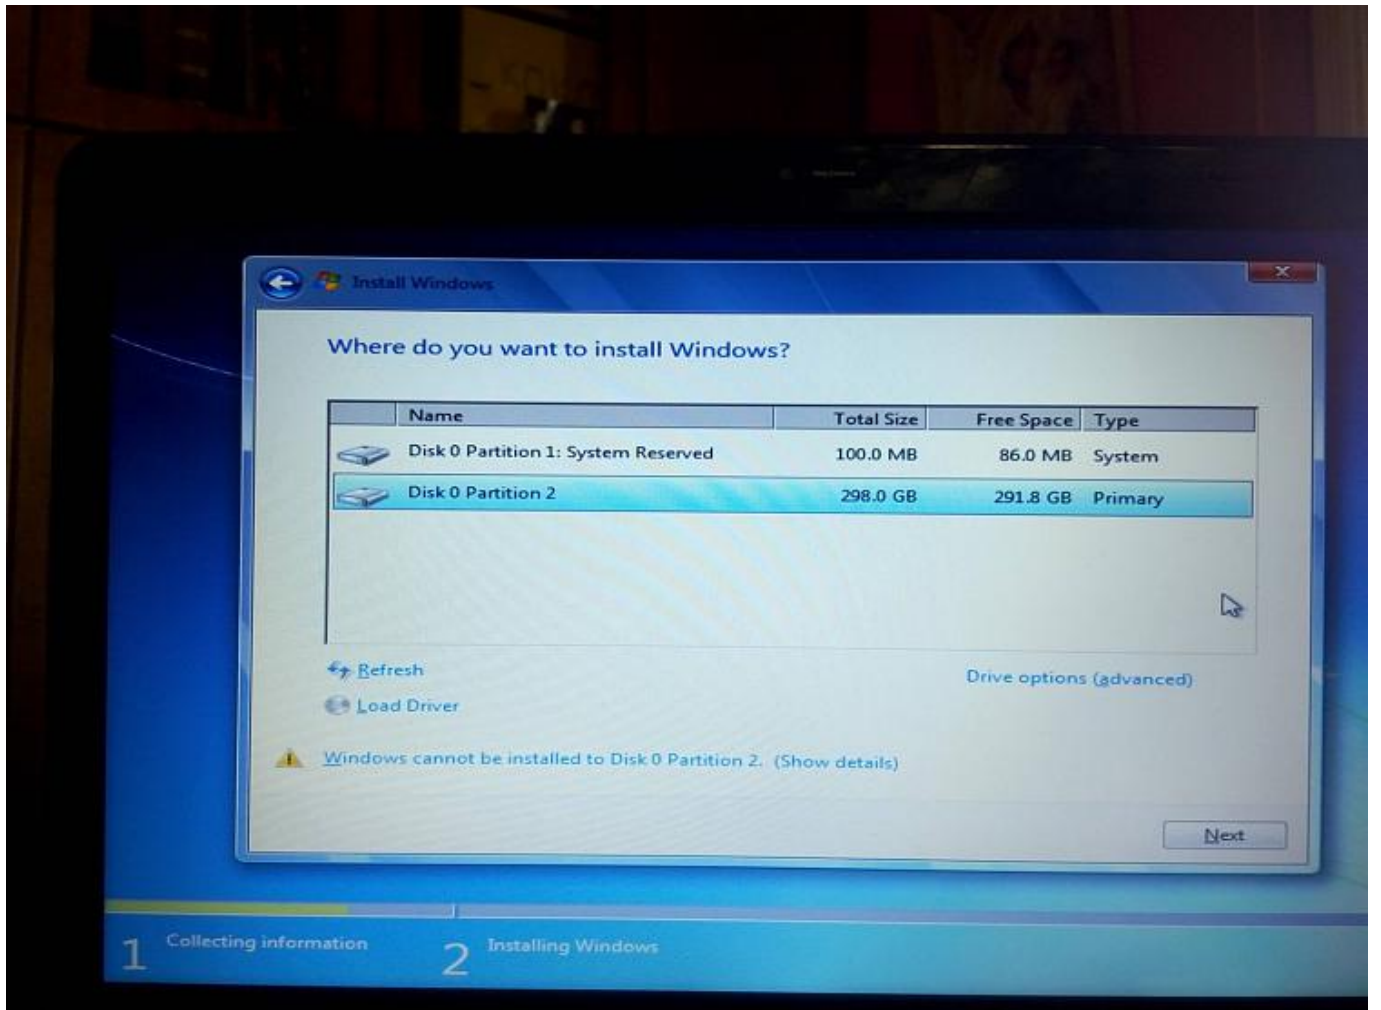 Install Windows
Where do you want to install Windows?
Name Total Size Free Space Type
Disk 0 Partition 1: System Reserved 100.0 MB 86.0 MB System
Disk 0 Partition 2 298.0 GB 291.8 GB Primary
Refresh Drive options (advanced)
Load Driver
Windows cannot be installed to Disk 0 Partition 2. (Show details)
Next
1 Collecting information 2 Installing Windows